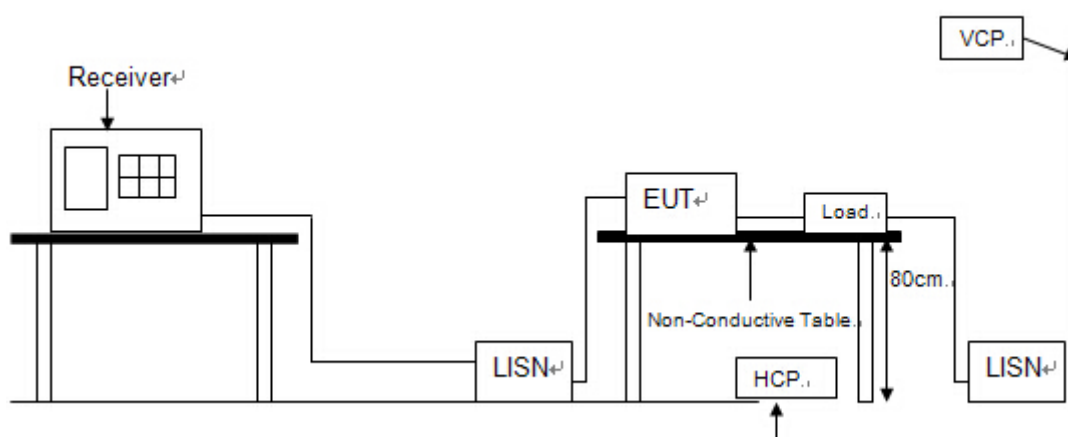 VCP.
Receiver
EUT
Load.
80cm.
Non-Conductive Table.
LISN
HCP.
LISN